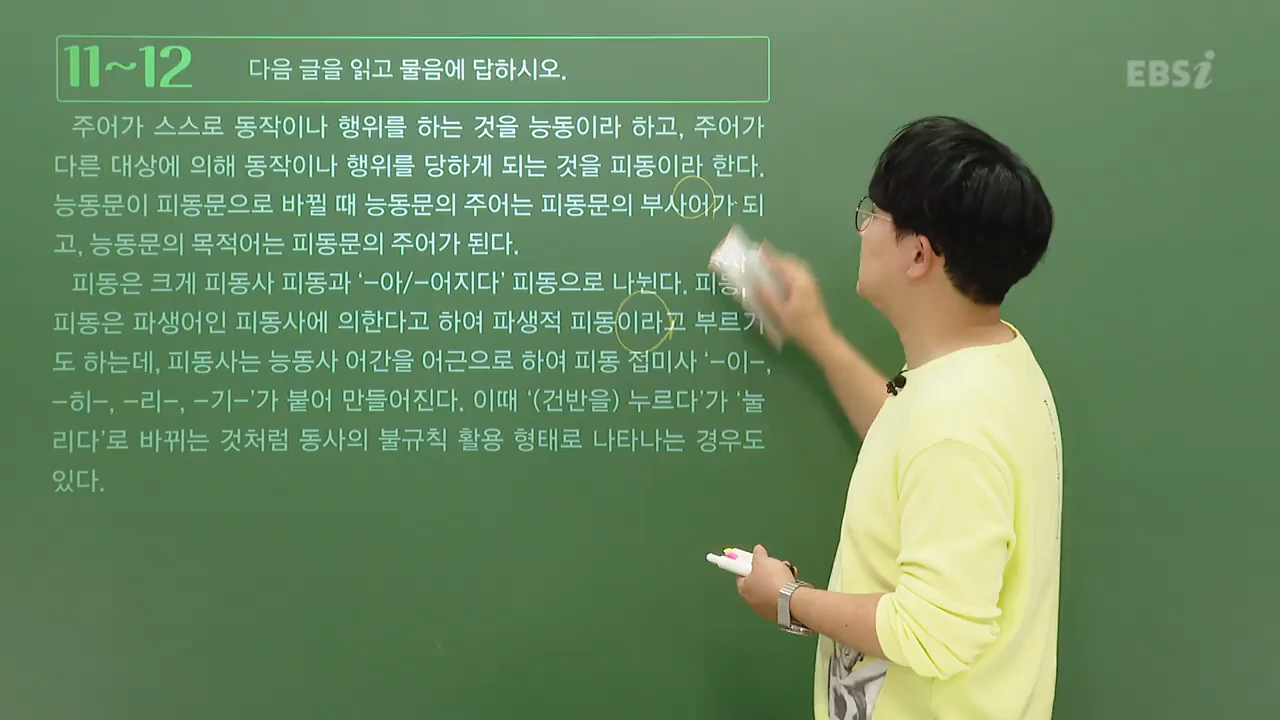 11~12 다음 글을 읽고 물음에 답하시오.
EBSi
주어가 스스로 동작이나 행위를 하는 것을 능동이라 하고, 주어가
다른 대상에 의해 동작이나 행위를 당하게 되는 것을 피동이라 한다.
능동문이 피동문으로 바뀔 때 능동문의 주어는 피동문의 부사어가 되
고, 능동문의 목적어는 피동문의 주어가 된다.
피동은 크게 피동사 피동과 ‘-아/-어지다’ 피동으로 나뉜다.
피동은 파생어인 피동사에 의한다고 하여 파생적 피동이라고 부르기
도 하는데, 피동사는 능동사 어간을 어근으로 하여 피동 접미사 ‘-이-,
-히-, -리-, -기-’가 붙어 만들어진다. 이때 ‘(건반을) 누르다’가 ‘눌
리다’로 바뀌는 것처럼 동사의 불규칙 활용 형태로 나타나는 경우도
있다.